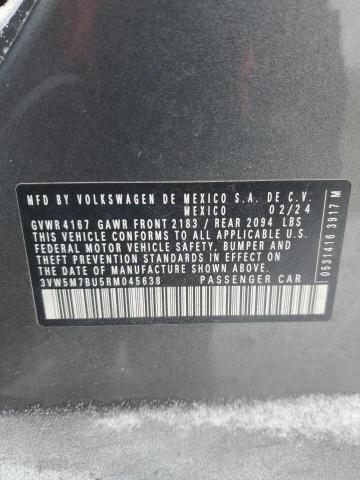 MFD BY VOLKSWAGEN DE MEXICO S.A. DE C.V.
MEXICO 02/24
GVWR 4167 GAWR FRONT 2183 / REAR 2094 LBS
THIS VEHICLE CONFORMS TO ALL APPLICABLE
FEDERAL MOTOR VEHICLE SAFETY, BUMPER AND
THEFT PREVENTION STANDARDS IN EFFECT ON
THE DATE OF MANUFACTURE SHOWN ABOVE.
3VW5M7BU5RM045638 PASSENGER CAR
0531416 3917 M